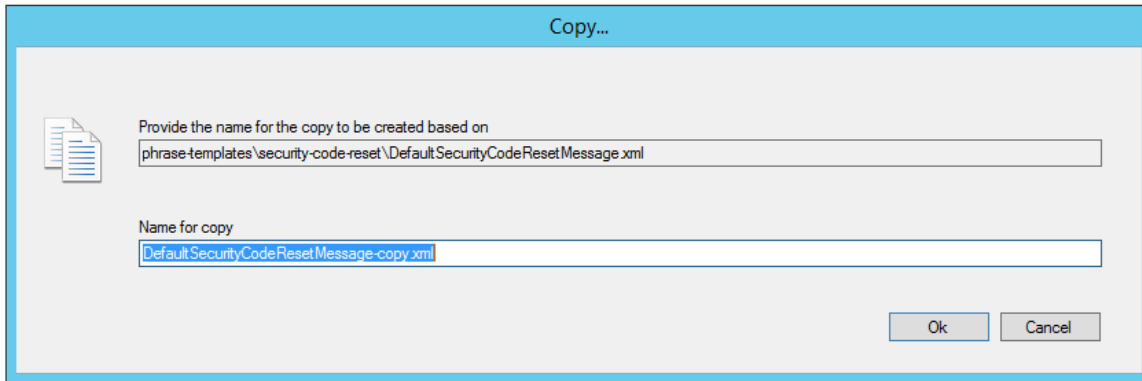 Copy...
Provide the name for the copy to be created based on
phrase-templates\security-code-reset\DefaultSecurityCodeResetMessage.xml
Name for copy
DefaultSecurityCodeResetMessage-copy.xml
Ok Cancel